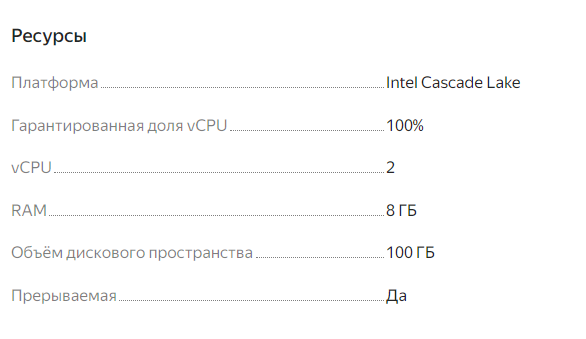 Ресурсы
Платформа Intel Cascade Lake
Гарантированная доля vCPU 100%
vCPU 2
RAM 8 ГБ
Объём дискового пространства 100 ГБ
Прерываемая Да